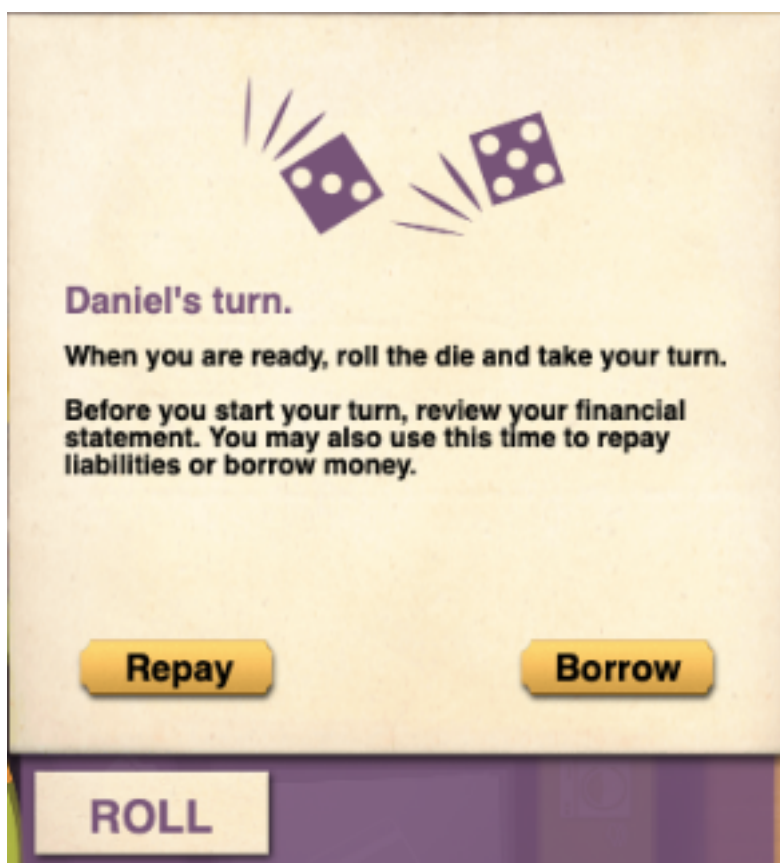 Daniel's turn.
When you are ready, roll the die and take your turn.
Before you start your turn, review your financial
statement. You may also use this time to repay
liabilities or borrow money.
Repay
Borrow
ROLL